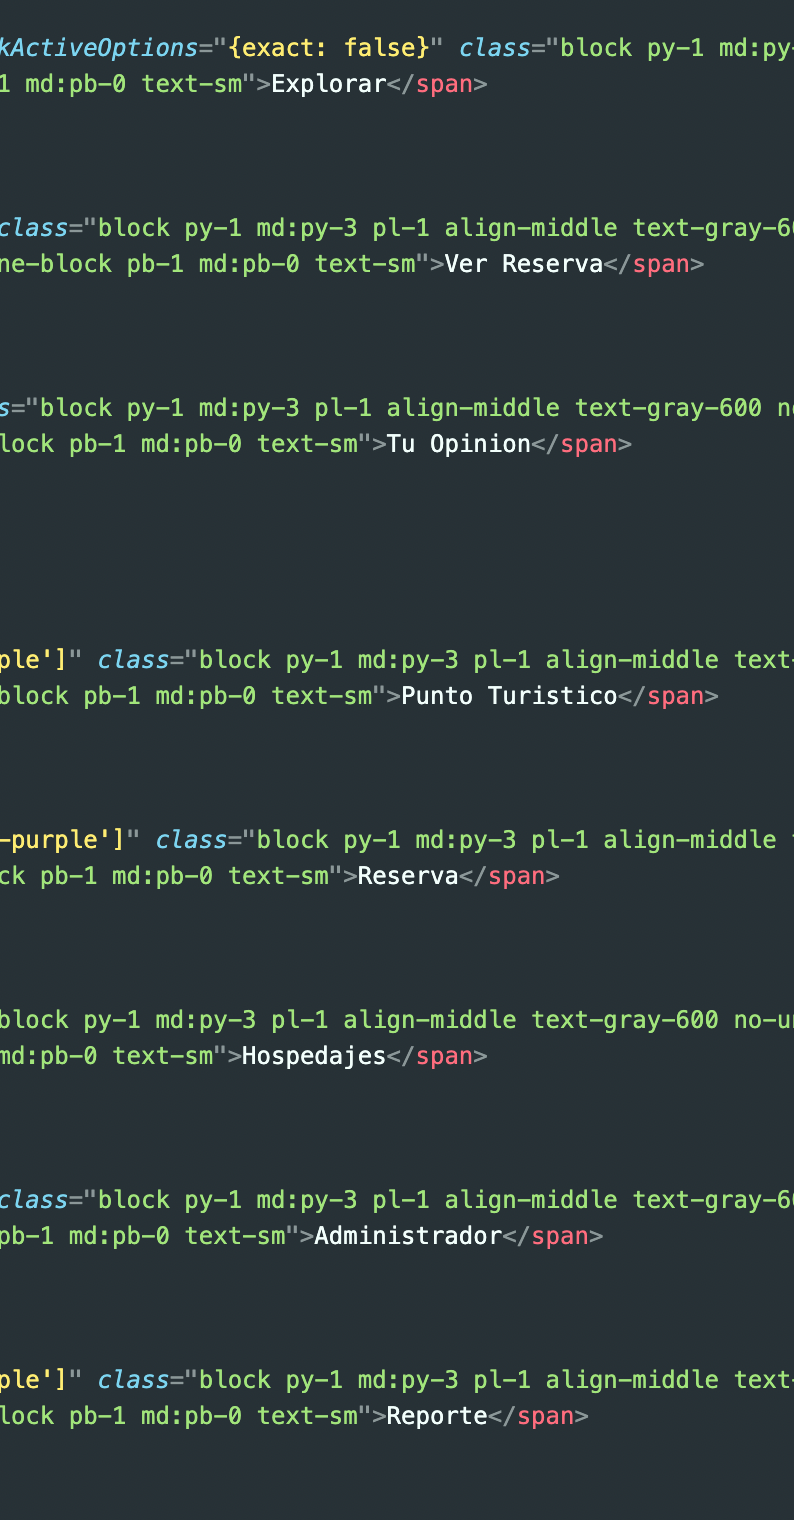 kActiveOptions="{exact: false}" class="block py-1 md:py-
1 md:pb-0 text-sm">Explorar</span>
class="block py-1 md:py-3 pl-1 align-middle text-gray-60
ne-block pb-1 md:pb-0 text-sm">Ver Reserva</span>
s="block py-1 md:py-3 pl-1 align-middle text-gray-600 no
lock pb-1 md:pb-0 text-sm">Tu Opinion</span>
ple']" class="block py-1 md:py-3 pl-1 align-middle text-
block pb-1 md:pb-0 text-sm">Punto Turistico</span>
-purple']" class="block py-1 md:py-3 pl-1 align-middle
ck pb-1 md:pb-0 text-sm">Reserva</span>
block py-1 md:py-3 pl-1 align-middle text-gray-600 no-un
md:pb-0 text-sm">Hospedajes</span>
class="block py-1 md:py-3 pl-1 align-middle text-gray-60
pb-1 md:pb-0 text-sm">Administrador</span>
ple']" class="block py-1 md:py-3 pl-1 align-middle text-
lock pb-1 md:pb-0 text-sm">Reporte</span>